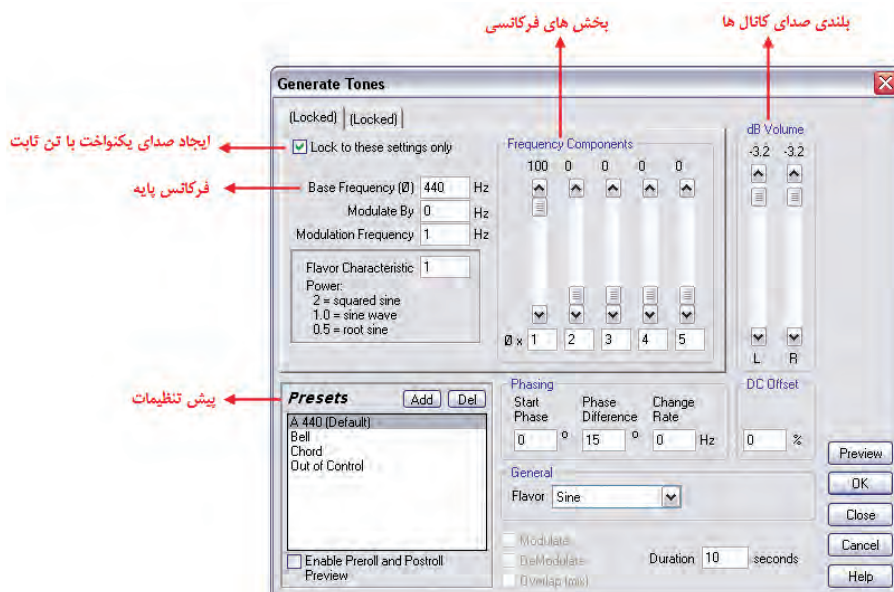 بخش های فرکانسی
بلندی صدای کانال ها
Generate Tones
(Locked) (Locked)
ایجاد صدای یکنواخت با تن ثابت
Lock to these settings only
فرکانس پایه
Base Frequency (Ø) 440 Hz
Modulate By 0 Hz
Modulation Frequency 1 Hz
Flavor Characteristic 1
Power:
2 = squared sine
1.0 = sine wave
0.5 = root sine
Frequency Components
100 0 0 0 0
Ø x 1 2 3 4 5
dB Volume
-3.2 -3.2
L R
پیش تنظیمات
Presets Add Del
A 440 (Default)
Bell
Chord
Out of Control
Enable Preroll and Postroll
Preview
Phasing
Start Phase Change
Phase Difference Rate
0 ° 15 ° 0 Hz
DC Offset
0 %
General
Flavor Sine
Modulate
DeModulate
Overlap (mix)
Duration 10 seconds
Preview
OK
Close
Cancel
Help